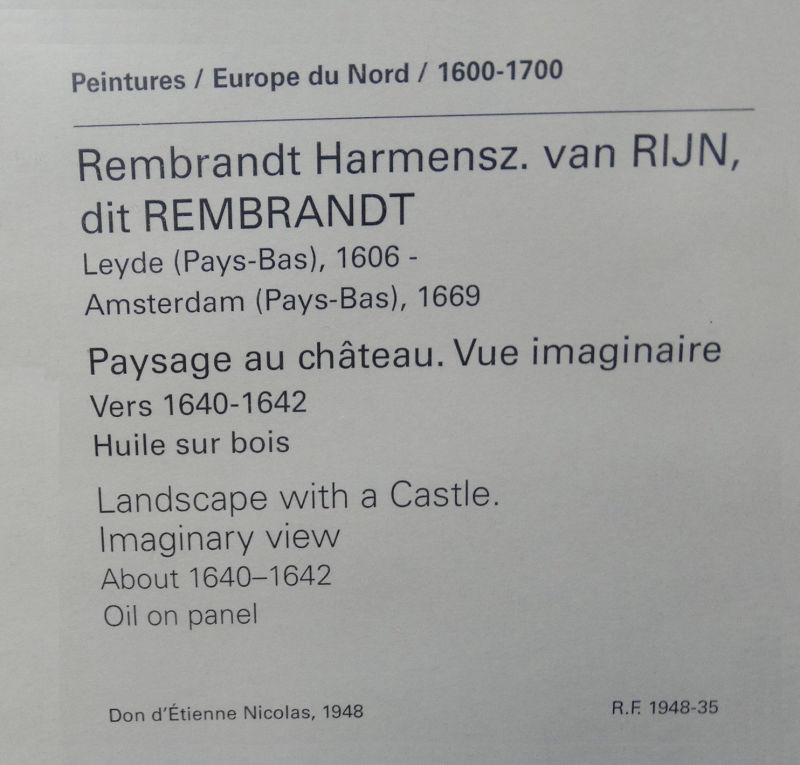 Peintures / Europe du Nord / 1600-1700
Rembrandt Harmensz. van RIJN,
dit REMBRANDT
Leyde (Pays-Bas), 1606 -
Amsterdam (Pays-Bas), 1669
Paysage au château. Vue imaginaire
Vers 1640-1642
Huile sur bois
Landscape with a Castle.
Imaginary view
About 1640–1642
Oil on panel
Don d'Étienne Nicolas, 1948 R.F. 1948-35